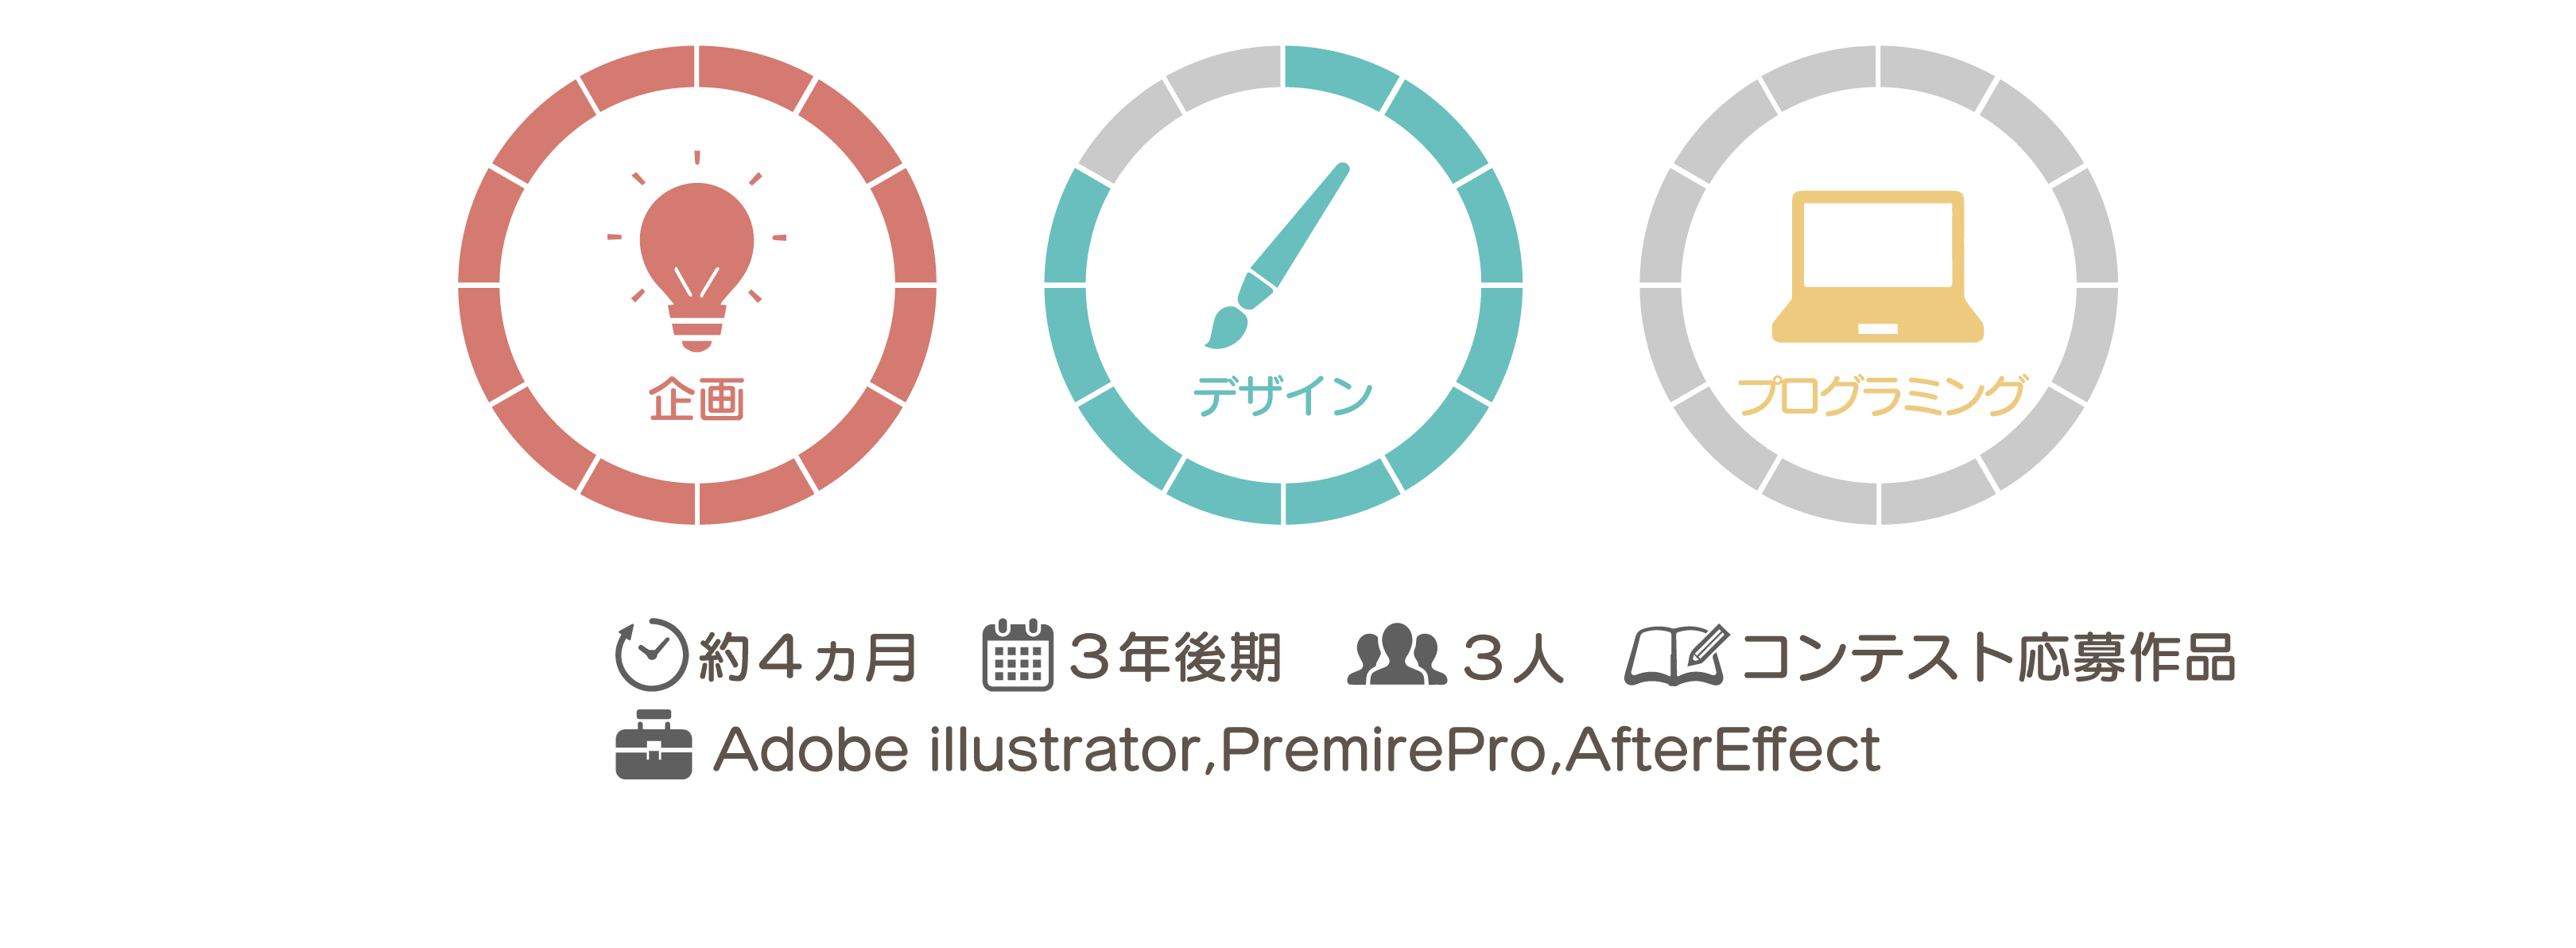 企画
デザイン
プログラミング
約４ヵ月 ３年後期 ３人 コンテスト応募作品
Adobe illustrator,PremirePro,AfterEffect